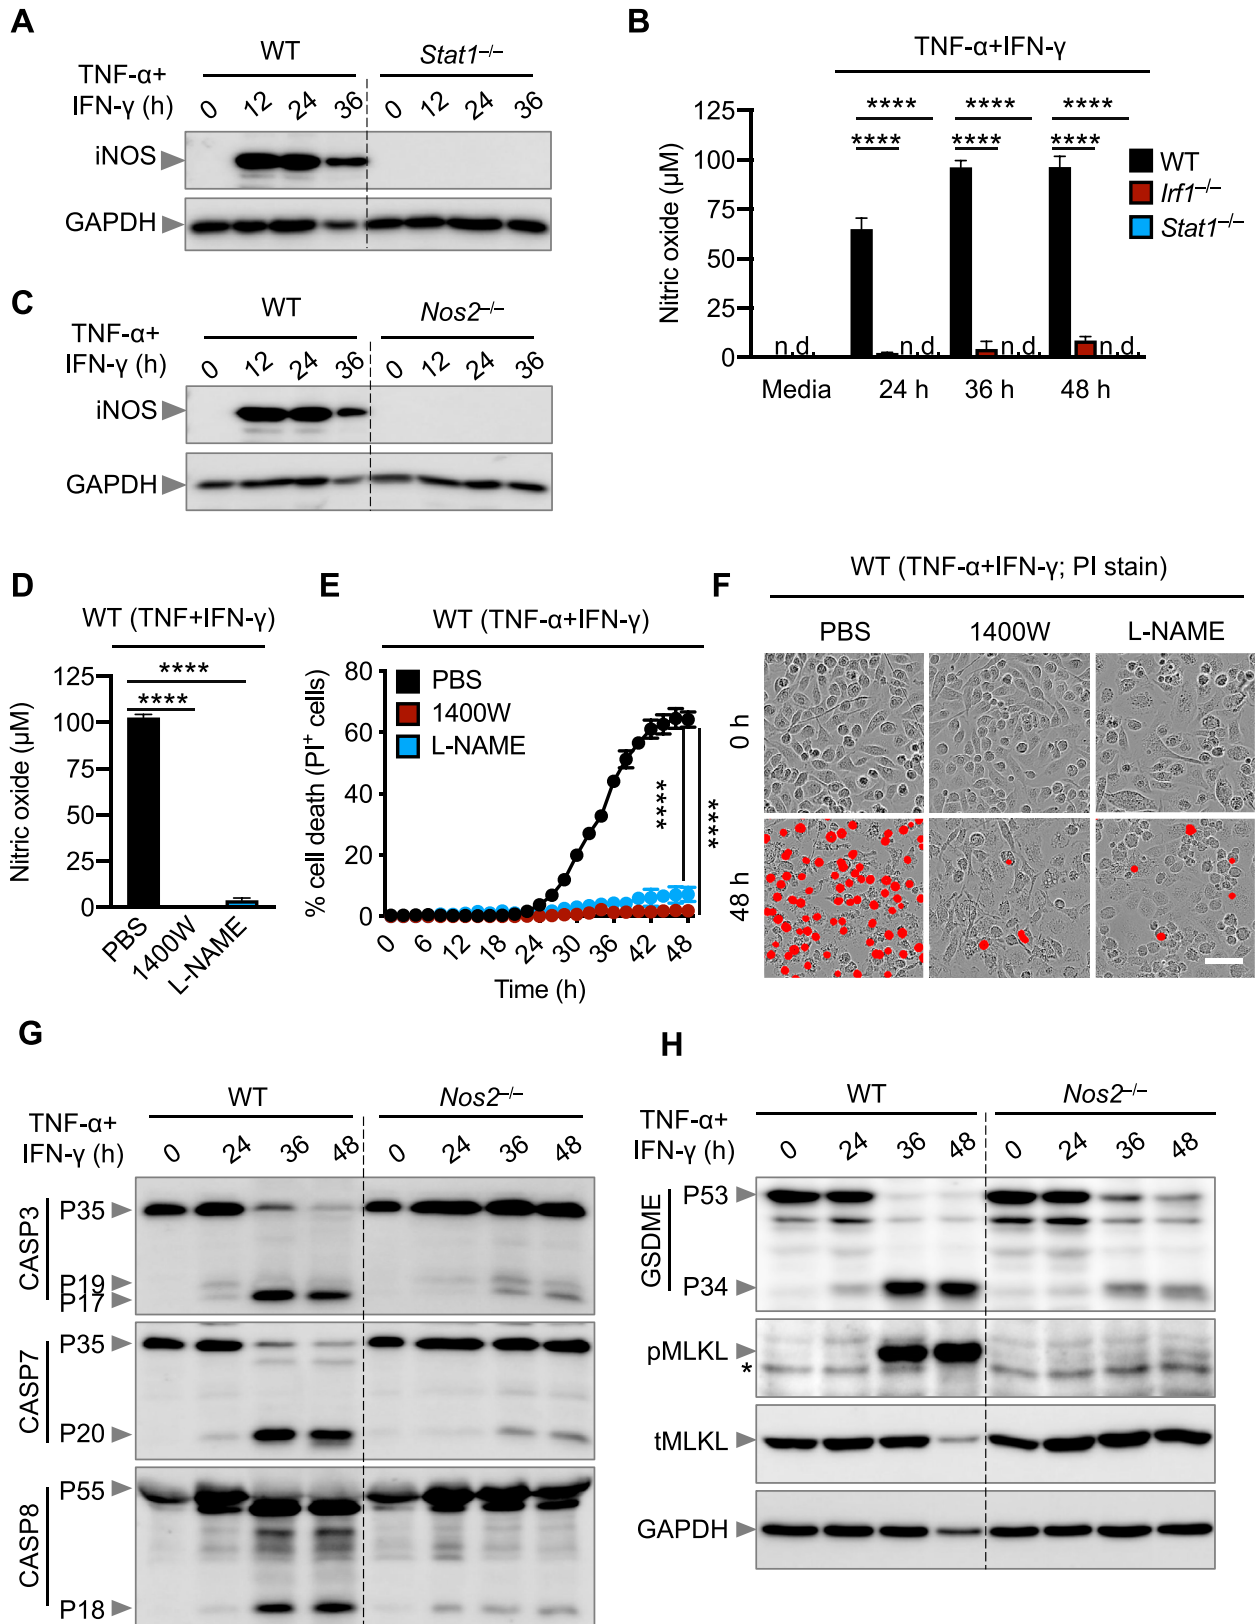 A
WT
Stat1–/–
TNF-α+
IFN-γ (h)
0 12 24 36 0 12 24 36
iNOS
GAPDH
B
TNF-α+IFN-γ
Nitric oxide (μM)
125
100
75
50
25
0
**** **** ****
**** **** ****
n.d. n.d. n.d. n.d.
Media 24 h 36 h 48 h
WT
Irf1–/–
Stat1–/–
C
WT
Nos2–/–
TNF-α+
IFN-γ (h)
0 12 24 36 0 12 24 36
iNOS
GAPDH
D
WT (TNF+IFN-γ)
Nitric oxide (μM)
125
100
75
50
25
0
****
****
PBS 1400W L-NAME
E
WT (TNF-α+IFN-γ)
% cell death (PI+ cells)
80
60
40
20
0
PBS
1400W
L-NAME
****
****
0 6 12 18 24 30 36 42 48
Time (h)
F
WT (TNF-α+IFN-γ; PI stain)
PBS 1400W L-NAME
0 h
48 h
G
WT
Nos2–/–
TNF-α+
IFN-γ (h)
0 24 36 48 0 24 36 48
CASP3
P35
P19
P17
CASP7
P35
P20
CASP8
P55
P18
H
WT
Nos2–/–
TNF-α+
IFN-γ (h)
0 24 36 48 0 24 36 48
GSDME
P53
P34
pMLKL
*
tMLKL
GAPDH